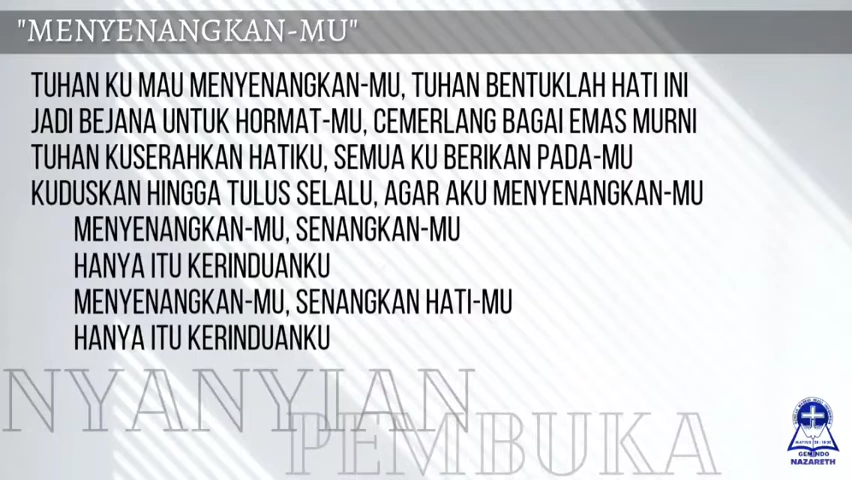 "MENYENANGKAN-MU"
TUHAN KU MAU MENYENANGKAN-MU, TUHAN BENTUKLAH HATI INI
JADI BEJANA UNTUK HORMAT-MU, CEMERLANG BAGAI EMAS MURNI
TUHAN KUSERAHKAN HATIKU, SEMUA KU BERIKAN PADA-MU
KUDUSKAN HINGGA TULUS SELALU, AGAR AKU MENYENANGKAN-MU
MENYENANGKAN-MU, SENANGKAN-MU
HANYA ITU KERINDUANKU
MENYENANGKAN-MU, SENANGKAN HATI-MU
HANYA ITU KERINDUANKU
NYANYIAN
PEMBUKA
NAZARETH